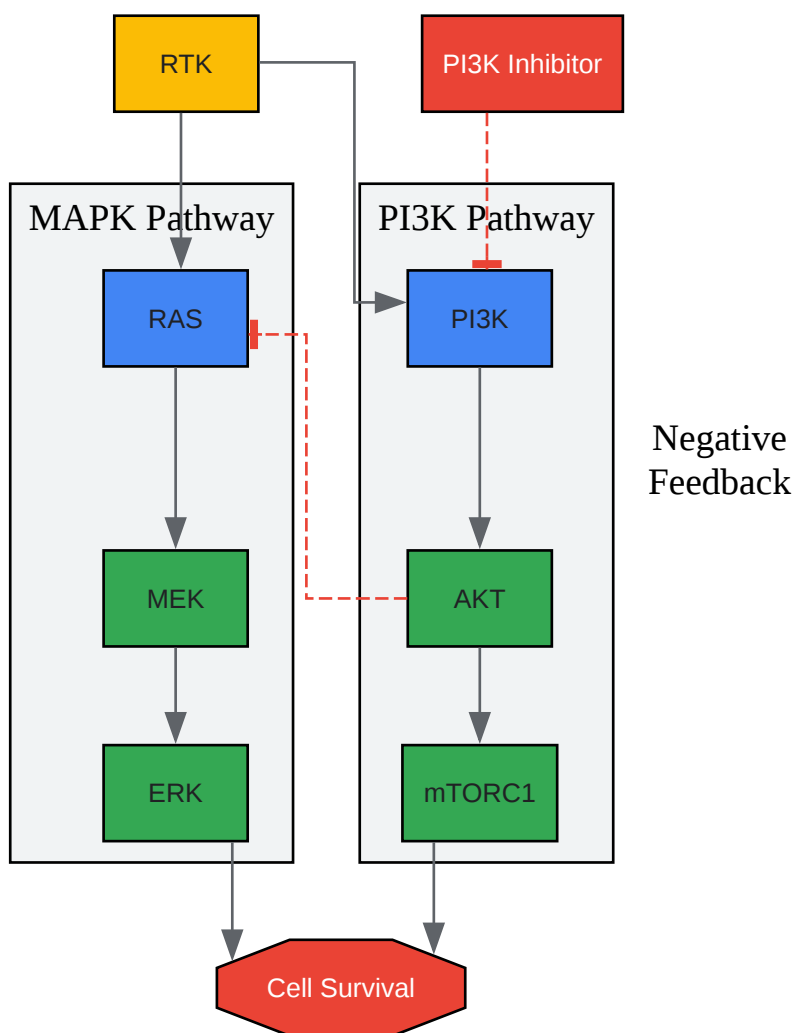 RTK
PI3K Inhibitor
MAPK Pathway
PI3K Pathway
RAS
PI3K
Negative
Feedback
MEK
AKT
ERK
mTORC1
Cell Survival